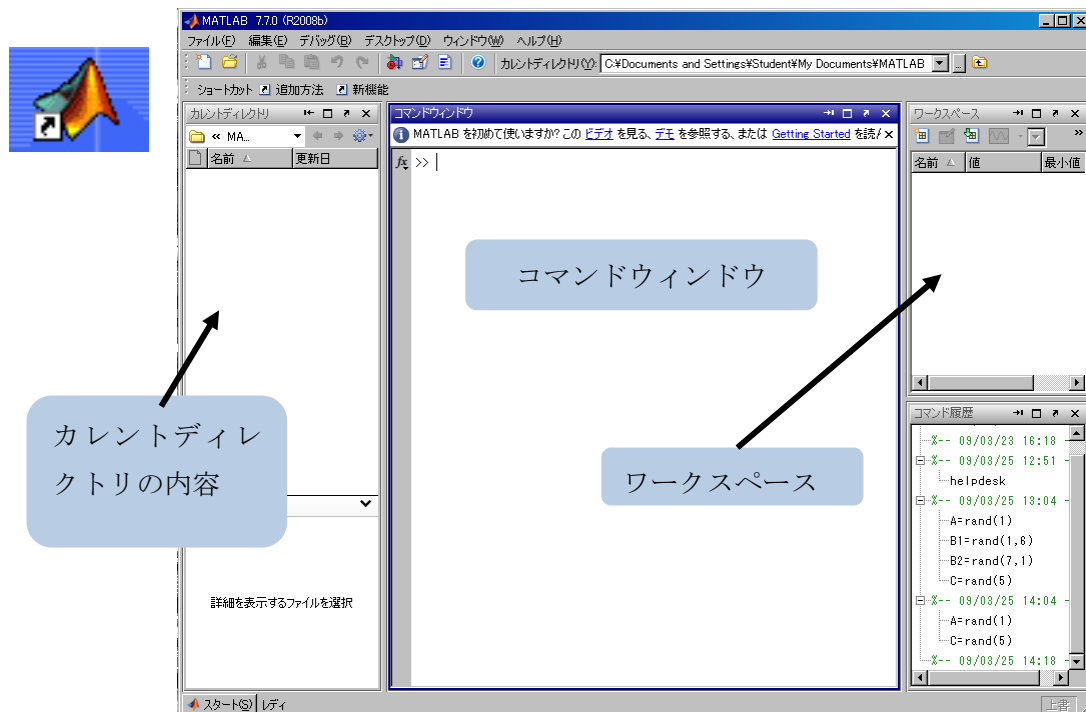 MATLAB 7.7.0 (R2008b)
ファイル(F) 編集(E) デバッグ(B) デスクトップ(D) ウィンドウ(W) ヘルプ(H)
カレントディレクトリ(Y): C:¥Documents and Settings¥Student¥My Documents¥MATLAB
ショートカット 追加方法 新機能
カレントディレクトリ
« MA...
名前 更新日
詳細を表示するファイルを選択
コマンドウィンドウ
MATLAB を初めて使いますか? この ビデオ を見る、デモ を参照する、または Getting Started を読
fx >>
コマンドウィンドウ
カレントディレ
クトリの内容
ワークスペース
ワークスペース
名前 値 最小値
コマンド履歴
%-- 09/03/23 16:18 -
%-- 09/03/25 12:51 -
helpdesk
%-- 09/03/25 13:04 -
A=rand(1)
B1=rand(1,6)
B2=rand(7,1)
C=rand(5)
%-- 09/03/25 14:04 -
A=rand(1)
C=rand(5)
%-- 09/03/25 14:18 -
スタート(S) レディ
上書